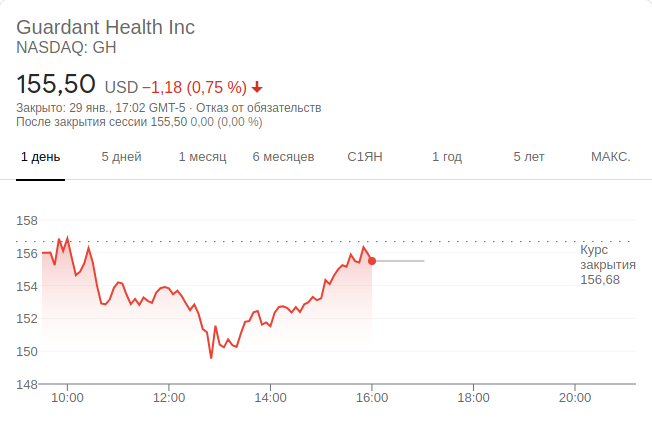 Guardant Health Inc
NASDAQ: GH
155,50 USD −1,18 (0,75 %)
Закрыто: 29 янв., 17:02 GMT-5 · Отказ от обязательств
После закрытия сессии 155,50 0,00 (0,00 %)
1 день 5 дней 1 месяц 6 месяцев С1ЯН 1 год 5 лет МАКС.
158
156
154
152
150
148
Курс
закрытия
156,68
10:00 12:00 14:00 16:00 18:00 20:00